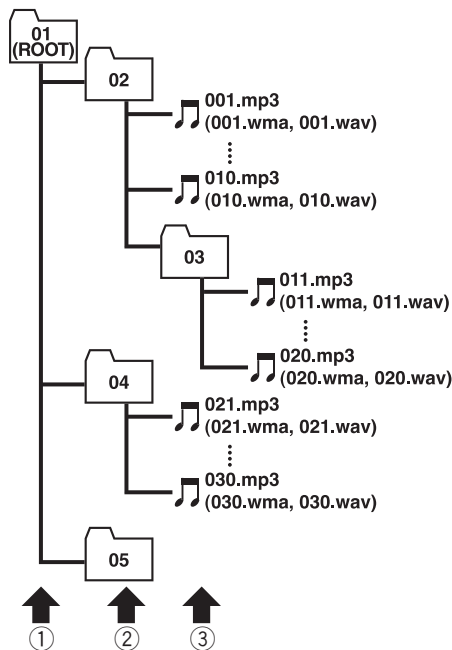 01
(ROOT)
02
001.mp3
(001.wma, 001.wav)
010.mp3
(010.wma, 010.wav)
03
011.mp3
(011.wma, 011.wav)
020.mp3
(020.wma, 020.wav)
04
021.mp3
(021.wma, 021.wav)
030.mp3
(030.wma, 030.wav)
05
① ② ③